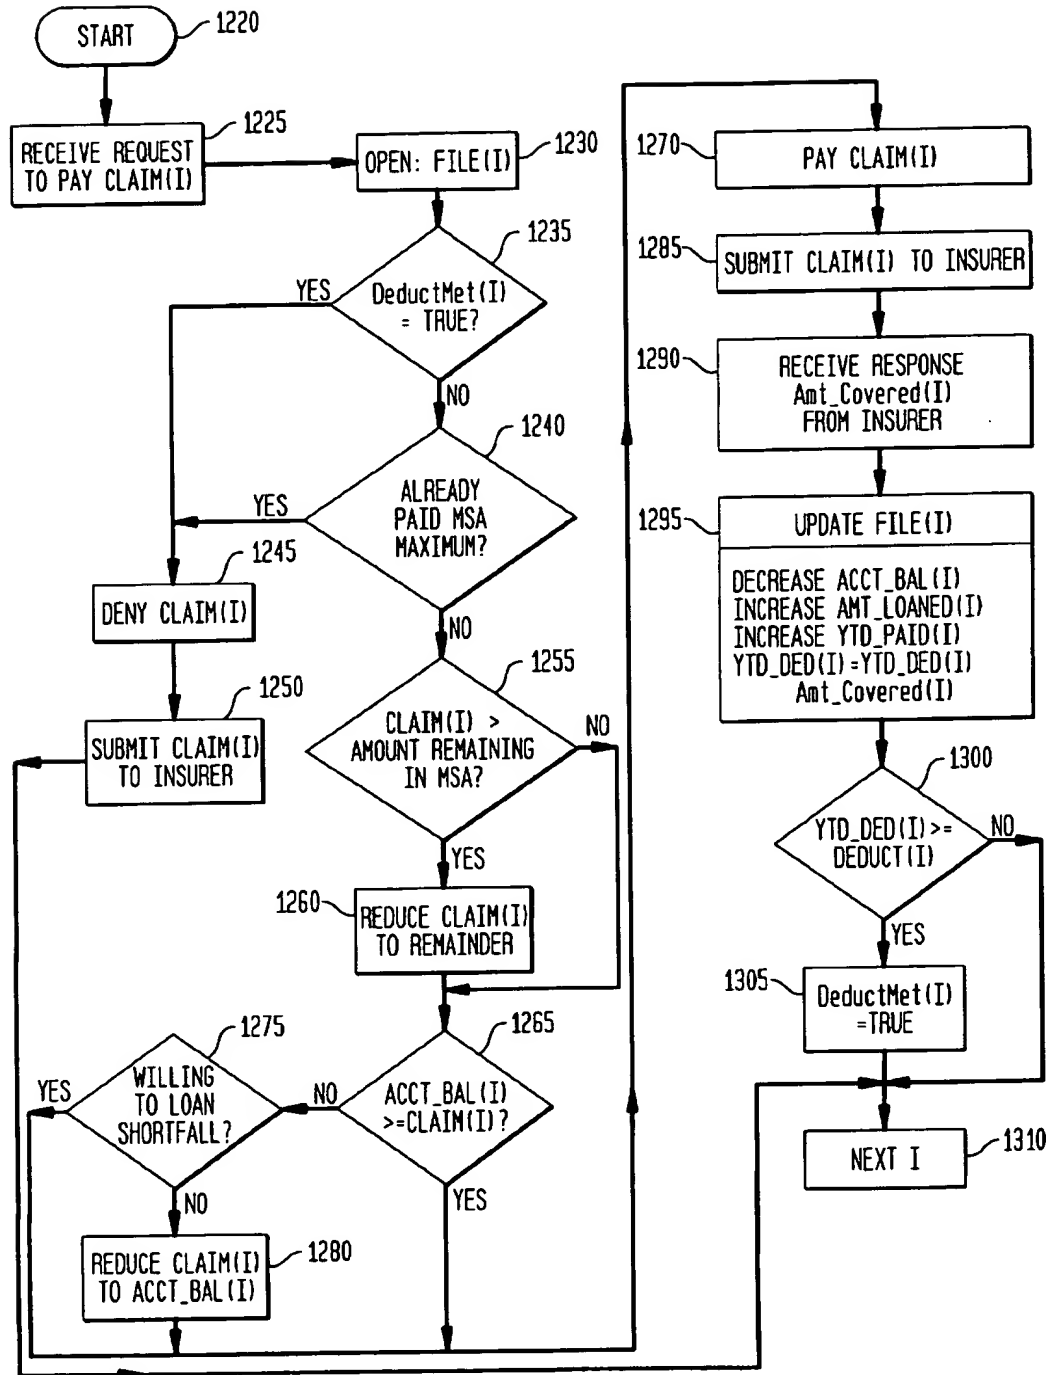 START
1220
RECEIVE REQUEST
TO PAY CLAIM(I)
1225
OPEN: FILE(I)
1230
DeductMet(I)
= TRUE?
1235
YES
NO
ALREADY
PAID MSA
MAXIMUM?
1240
YES
NO
DENY CLAIM(I)
1245
SUBMIT CLAIM(I)
TO INSURER
1250
CLAIM(I) >
AMOUNT REMAINING
IN MSA?
1255
NO
YES
1260
REDUCE CLAIM(I)
TO REMAINDER
ACCT_BAL(I)
>=CLAIM(I)?
1265
NO
YES
WILLING
TO LOAN
SHORTFALL?
1275
YES
NO
REDUCE CLAIM(I)
TO ACCT_BAL(I)
1280
1270
PAY CLAIM(I)
1285
SUBMIT CLAIM(I) TO INSURER
1290
RECEIVE RESPONSE
Amt_Covered(I)
FROM INSURER
1295
UPDATE FILE(I)
DECREASE ACCT_BAL(I)
INCREASE AMT_LOANED(I)
INCREASE YTD_PAID(I)
YTD_DED(I)=YTD_DED(I)
Amt_Covered(I)
YTD_DED(I)>=
DEDUCT(I)
1300
NO
YES
1305
DeductMet(I)
=TRUE
NEXT I
1310